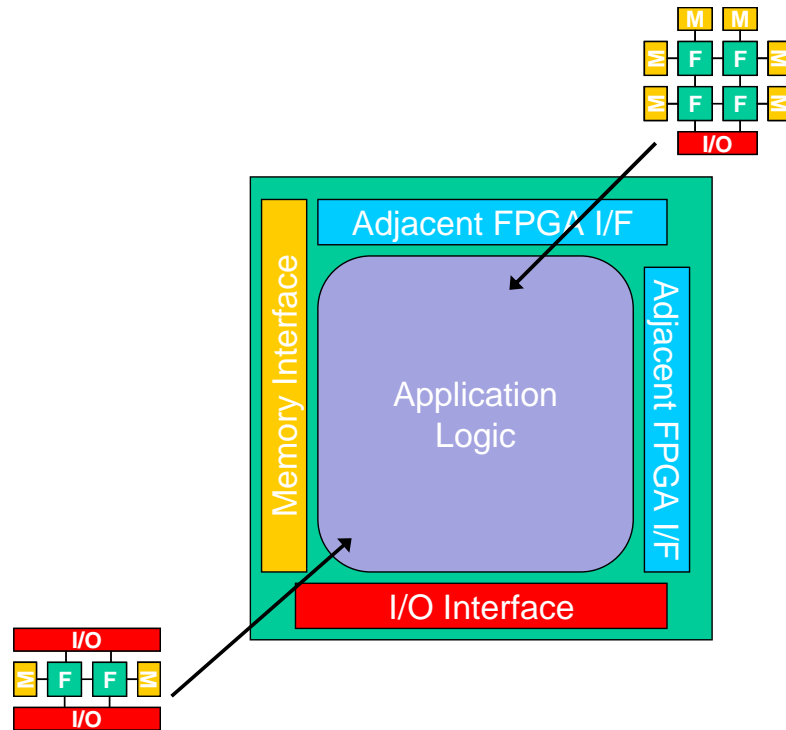 M M
M F F M
M F F M
I/O
Adjacent FPGA I/F
Memory Interface
Adjacent FPGA I/F
Application
Logic
I/O Interface
I/O
M F F M
I/O